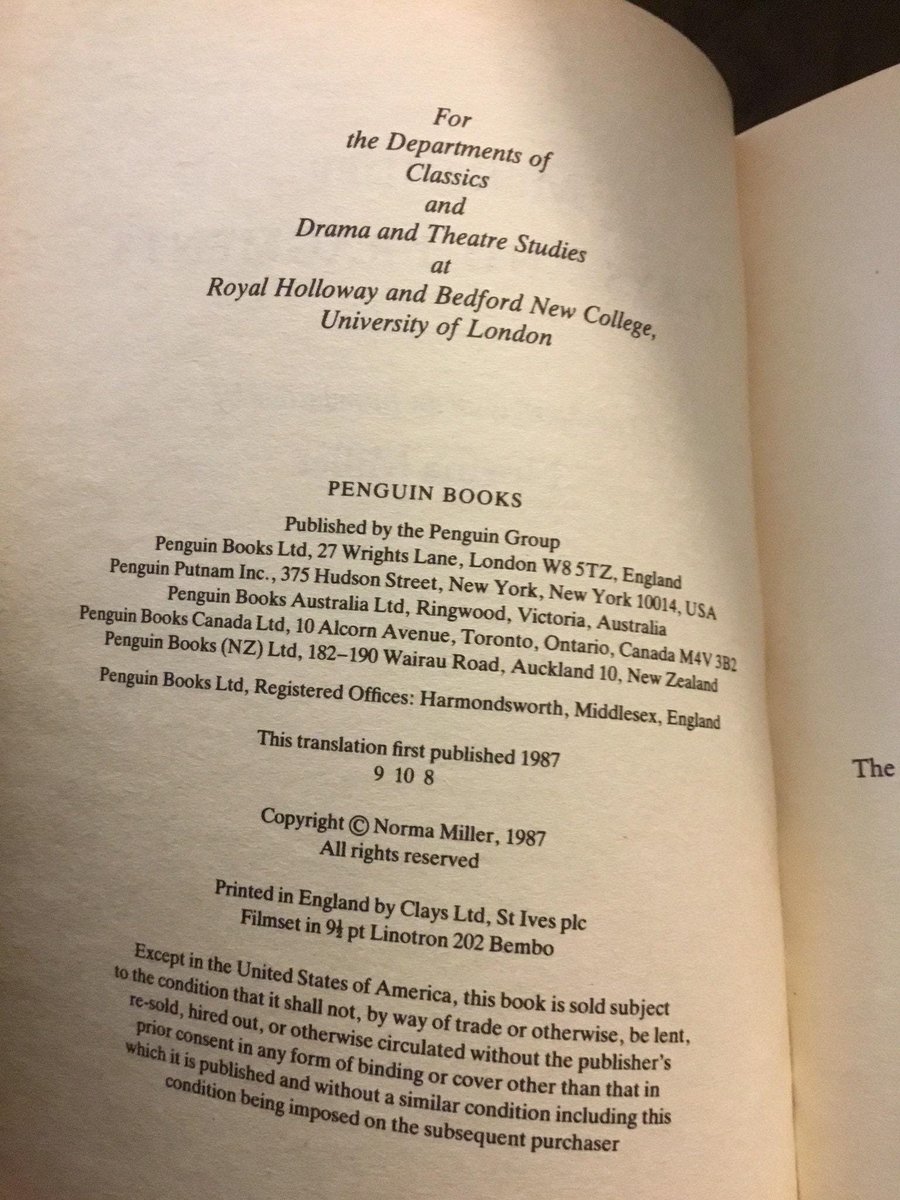 For
the Departments of
Classics
and
Drama and Theatre Studies
at
Royal Holloway and Bedford New College,
University of London
PENGUIN BOOKS
Published by the Penguin Group
Penguin Books Ltd, 27 Wrights Lane, London W8 5TZ, England
Penguin Putnam Inc., 375 Hudson Street, New York, New York 10014, USA
Penguin Books Australia Ltd, Ringwood, Victoria, Australia
Penguin Books Canada Ltd, 10 Alcorn Avenue, Toronto, Ontario, Canada M4V 3B2
Penguin Books (NZ) Ltd, 182–190 Wairau Road, Auckland 10, New Zealand
Penguin Books Ltd, Registered Offices: Harmondsworth, Middlesex, England
This translation first published 1987
9 10 8
Copyright © Norma Miller, 1987
All rights reserved
Printed in England by Clays Ltd, St Ives plc
Filmset in 9½ pt Linotron 202 Bembo
Except in the United States of America, this book is sold subject
to the condition that it shall not, by way of trade or otherwise, be lent,
re-sold, hired out, or otherwise circulated without the publisher's
prior consent in any form of binding or cover other than that in
which it is published and without a similar condition including this
condition being imposed on the subsequent purchaser
The